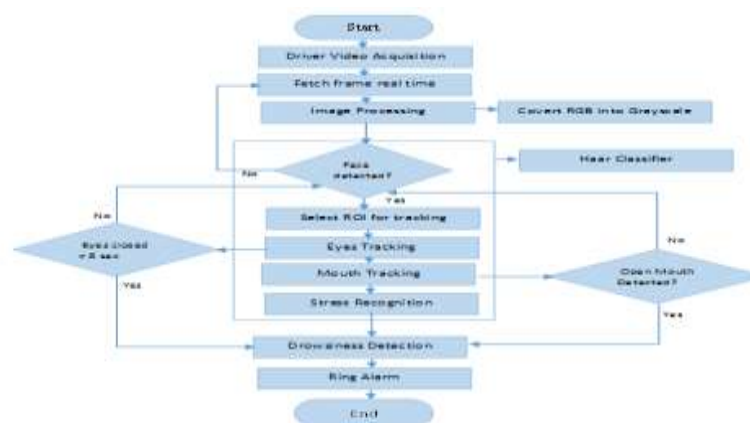 Start
Driver Video Acquisition
Fetch frame real time
Image Processing
Covert RGB into Grayscale
Face
detected?
Haar Classifier
No
Yes
Select ROI for tracking
No
Eyes closed
sec
Eyes Tracking
No
Mouth Tracking
Open Mouth
Detected?
Yes
Stress Recognition
Yes
Drowsiness Detection
Ring Alarm
End